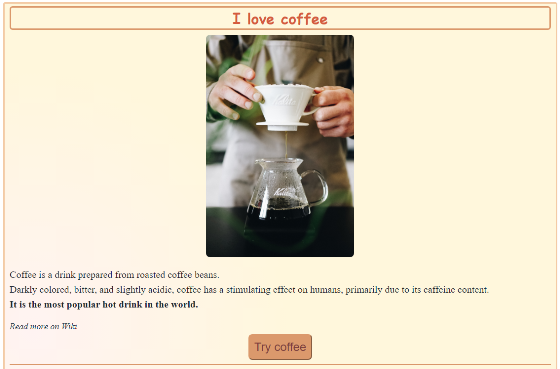 I love coffee
Kalita
Coffee is a drink prepared from roasted coffee beans.
Darkly colored, bitter, and slightly acidic, coffee has a stimulating effect on humans, primarily due to its caffeine content.
It is the most popular hot drink in the world.
Read more on Wiki
Try coffee